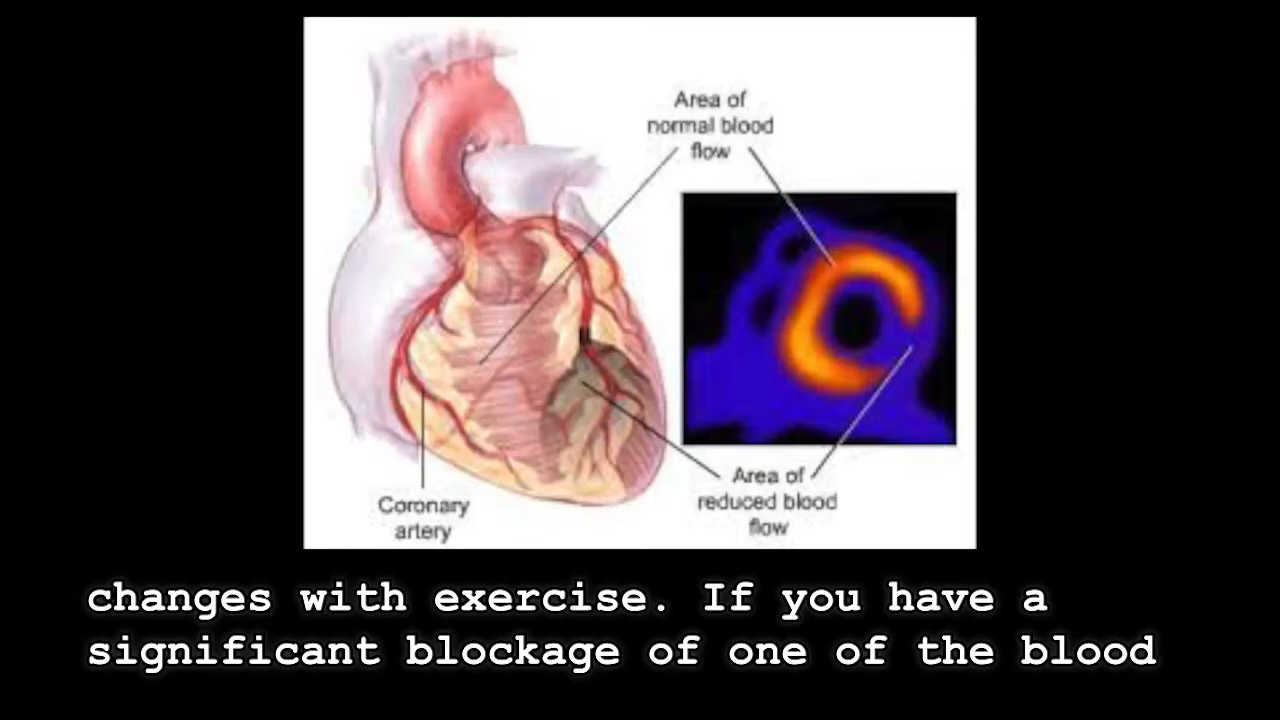 Area of
normal blood
flow
Coronary
artery
Area of
reduced blood
flow
changes with exercise. If you have a
significant blockage of one of the blood